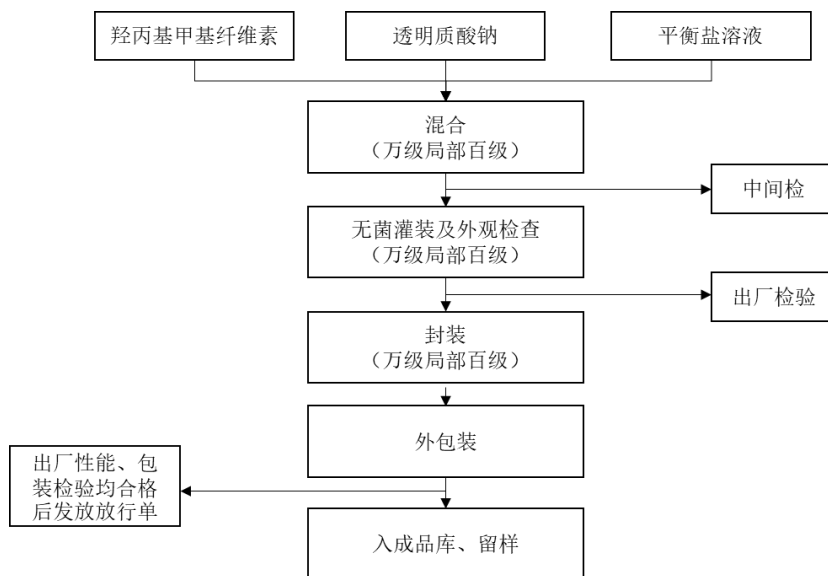 羟丙基甲基纤维素
透明质酸钠
平衡盐溶液
混合
（万级局部百级）
中间检
无菌灌装及外观检查
（万级局部百级）
出厂检验
封装
（万级局部百级）
外包装
出厂性能、包
装检验均合格
后发放放行单
入成品库、留样